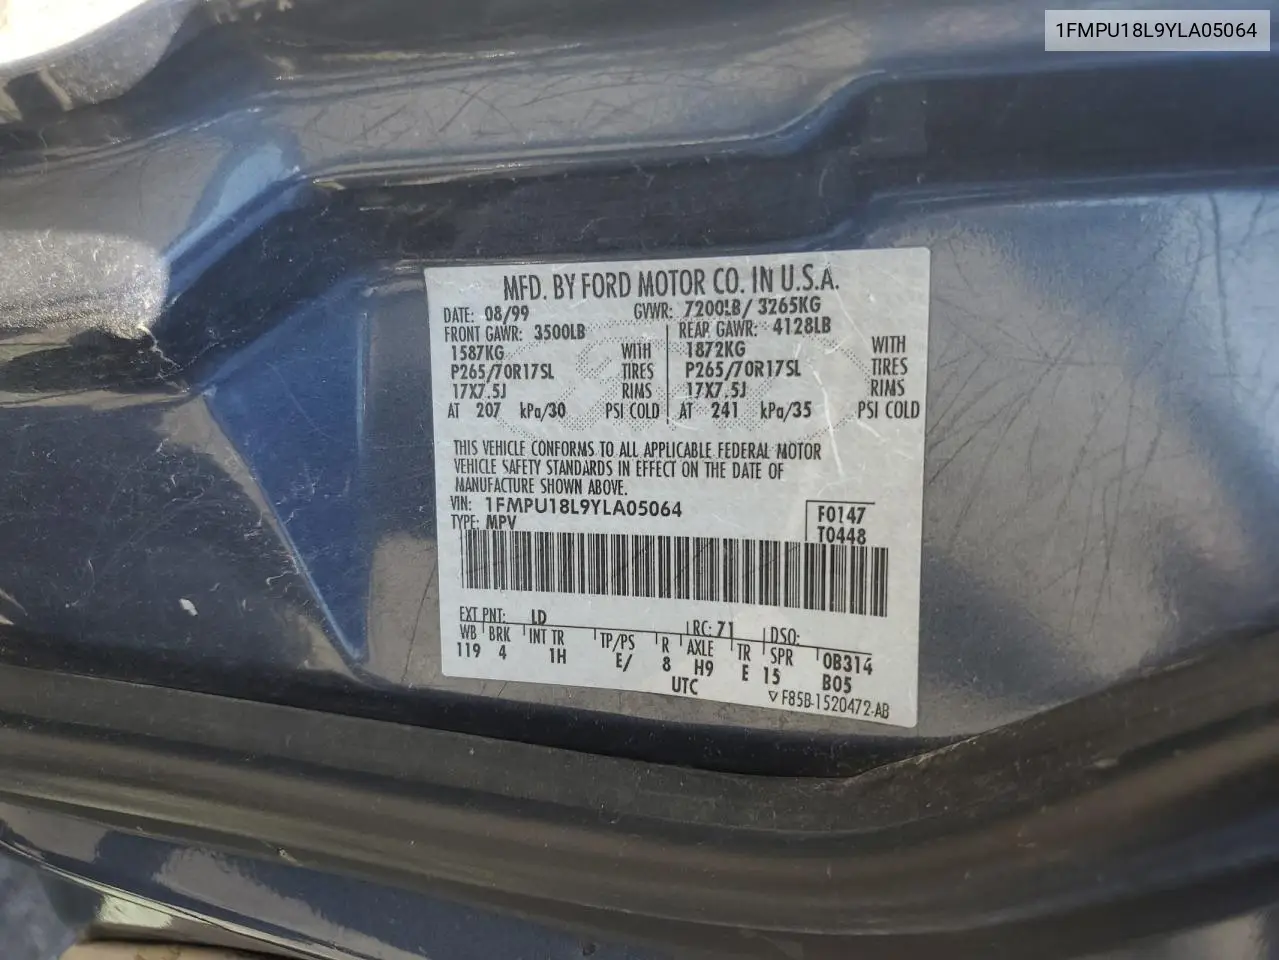 1FMPU18L9YLA05064
MFD. BY FORD MOTOR CO. IN U.S.A.
DATE: 08/99 GVWR: 7200LB/ 3265KG
FRONT GAWR: 3500LB REAR GAWR: 4128LB
1587KG WITH 1872KG WITH
P265/70R17SL TIRES P265/70R17SL TIRES
17X7.5J RIMS 17X7.5J RIMS
AT 207 kPa/30 PSI COLD AT 241 kPa/35 PSI COLD
THIS VEHICLE CONFORMS TO ALL APPLICABLE FEDERAL MOTOR
VEHICLE SAFETY STANDARDS IN EFFECT ON THE DATE OF
MANUFACTURE SHOWN ABOVE.
VIN: 1FMPU18L9YLA05064 F0147
TYPE: MPV T0448
EXT PNT: LD RC: 71 DSO:
WB BRK INT TR TP/PS R AXLE TR SPR 0B314
119 4 1H E/ 8 H9 E 15 B05
UTC ▽F85B-1520472-AB